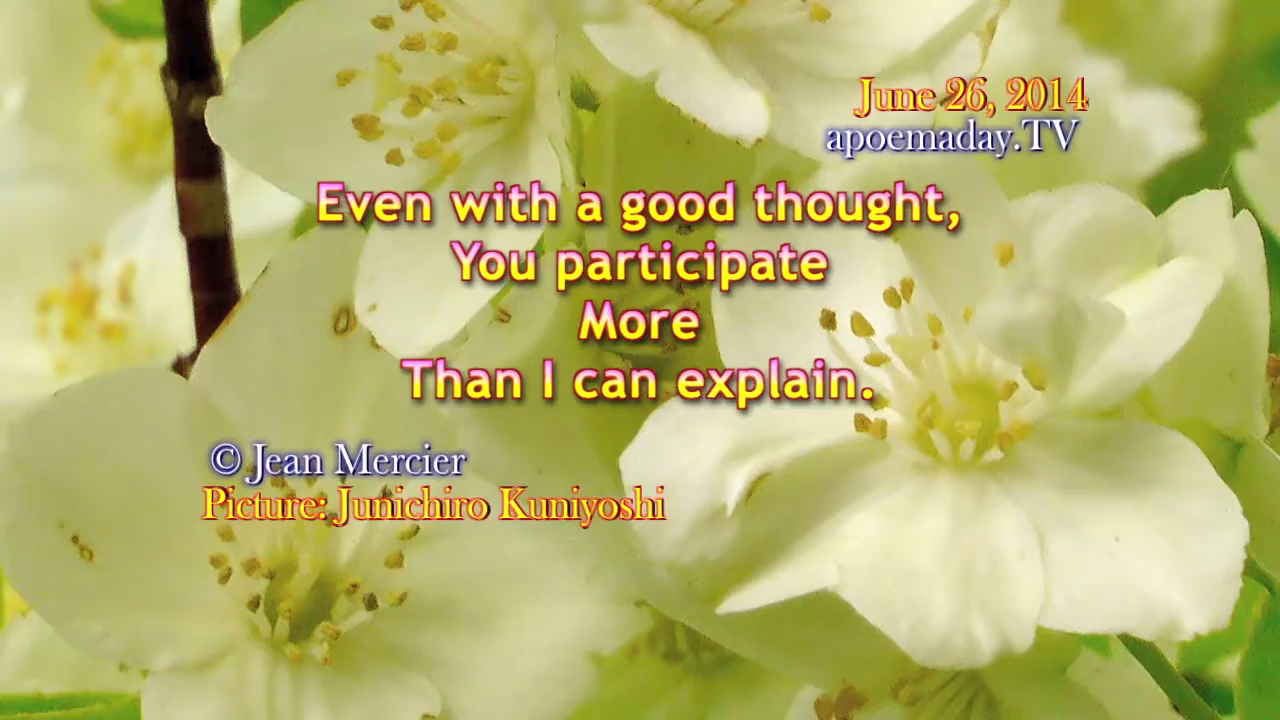 June 26, 2014
apoemaday.TV
Even with a good thought,
You participate
More
Than I can explain.
© Jean Mercier
Picture: Junichiro Kuniyoshi